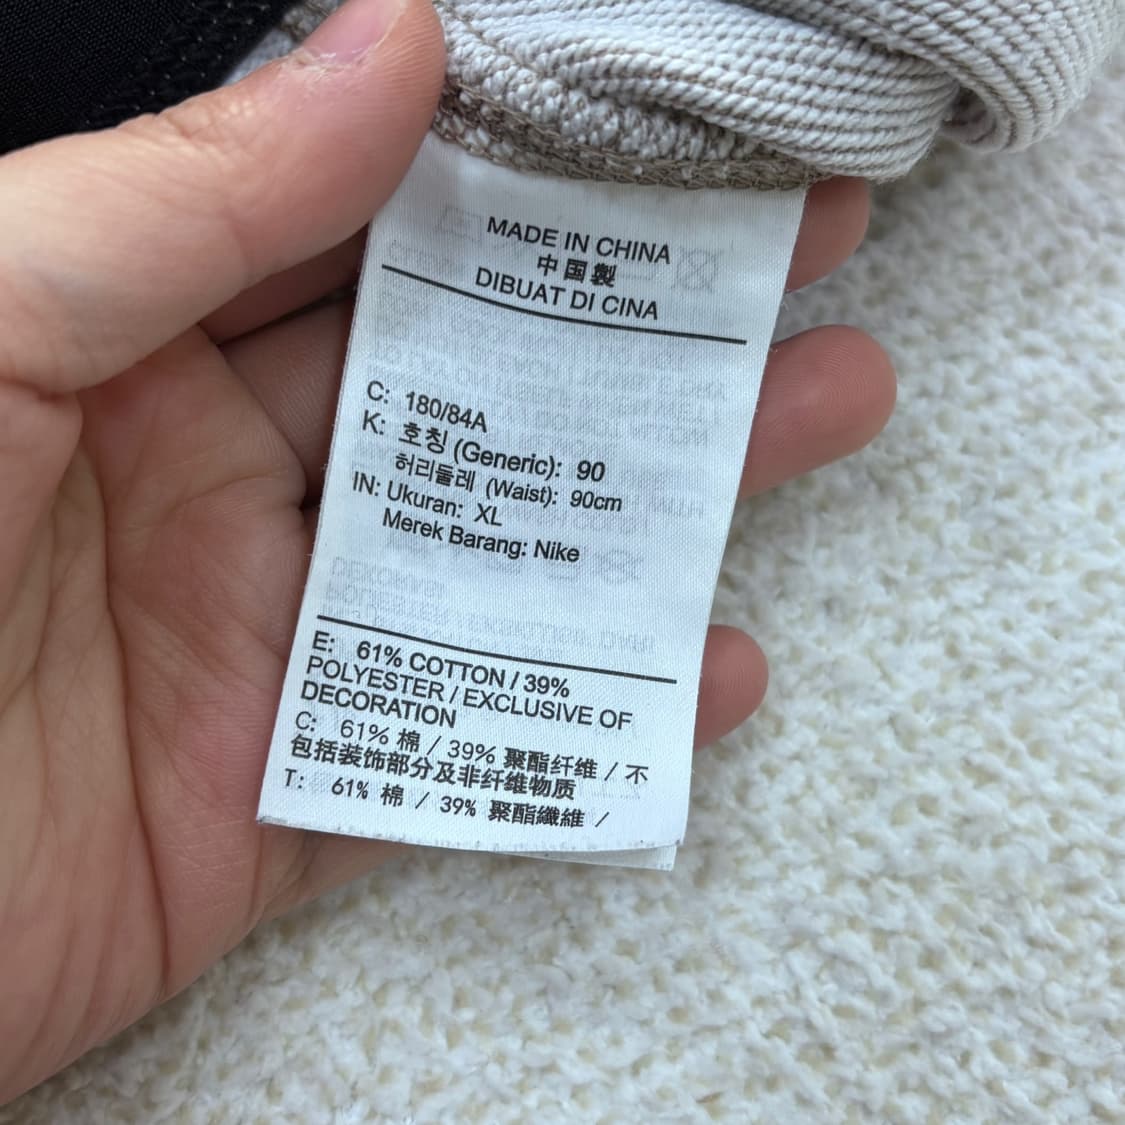 MADE IN CHINA
中国製
DIBUAT DI CINA
C: 180/84A
K: 호칭 (Generic): 90
허리둘레 (Waist): 90cm
IN: Ukuran: XL
Merek Barang: Nike
E: 61% COTTON / 39%
POLYESTER / EXCLUSIVE OF
DECORATION
C: 61% 棉 / 39% 聚酯纤维 / 不
包括装饰部分及非纤维物质
T: 61% 棉 / 39% 聚酯纖維 /